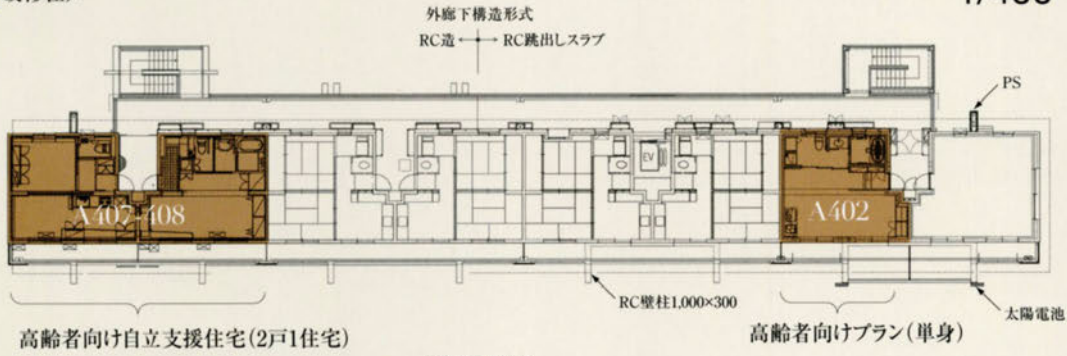 外廊下構造形式
RC造 ←→ RC跳出しスラブ
PS
EV
A407-408
A402
RC壁柱1,000×300
太陽電池
高齢者向け自立支援住宅(2戸1住宅)
高齢者向けプラン(単身)